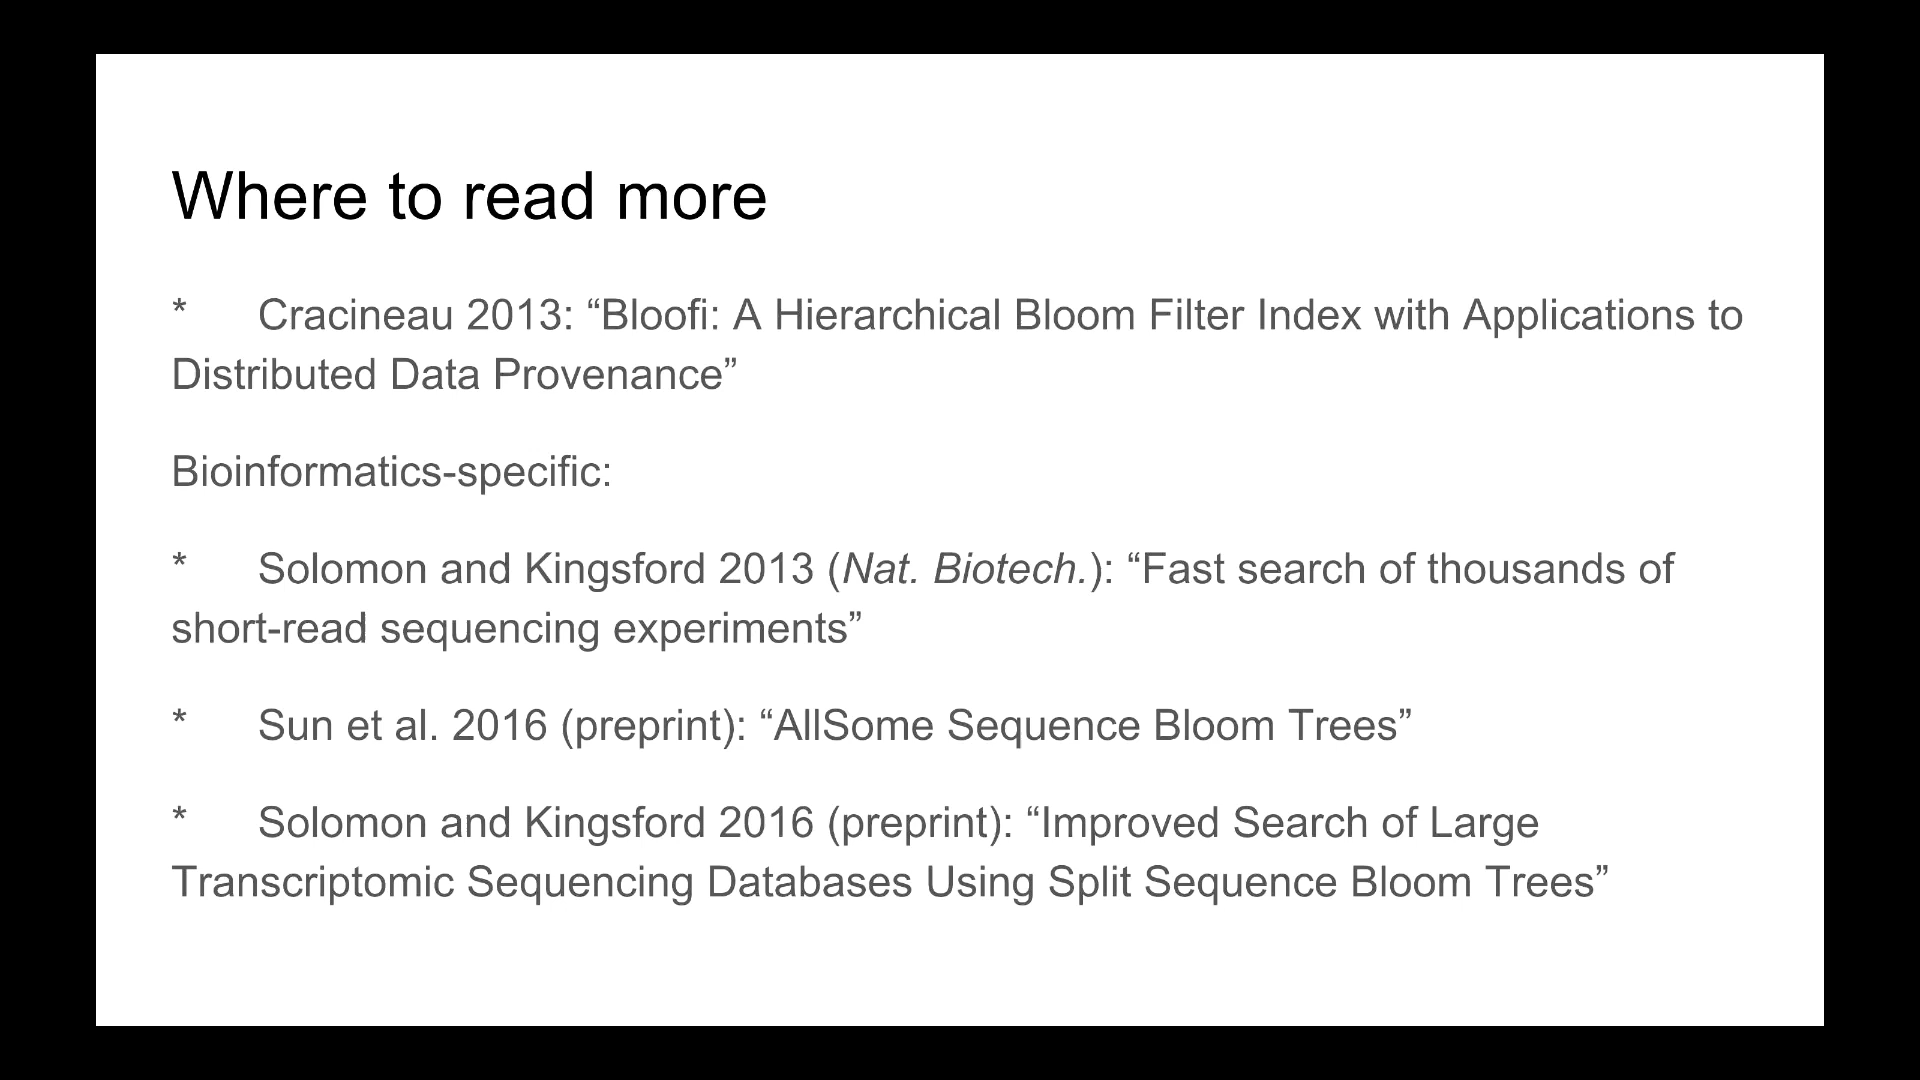 Where to read more
* Cracineau 2013: “Bloofi: A Hierarchical Bloom Filter Index with Applications to
Distributed Data Provenance”
Bioinformatics-specific:
* Solomon and Kingsford 2013 (Nat. Biotech.): “Fast search of thousands of
short-read sequencing experiments”
* Sun et al. 2016 (preprint): “AllSome Sequence Bloom Trees”
* Solomon and Kingsford 2016 (preprint): “Improved Search of Large
Transcriptomic Sequencing Databases Using Split Sequence Bloom Trees”